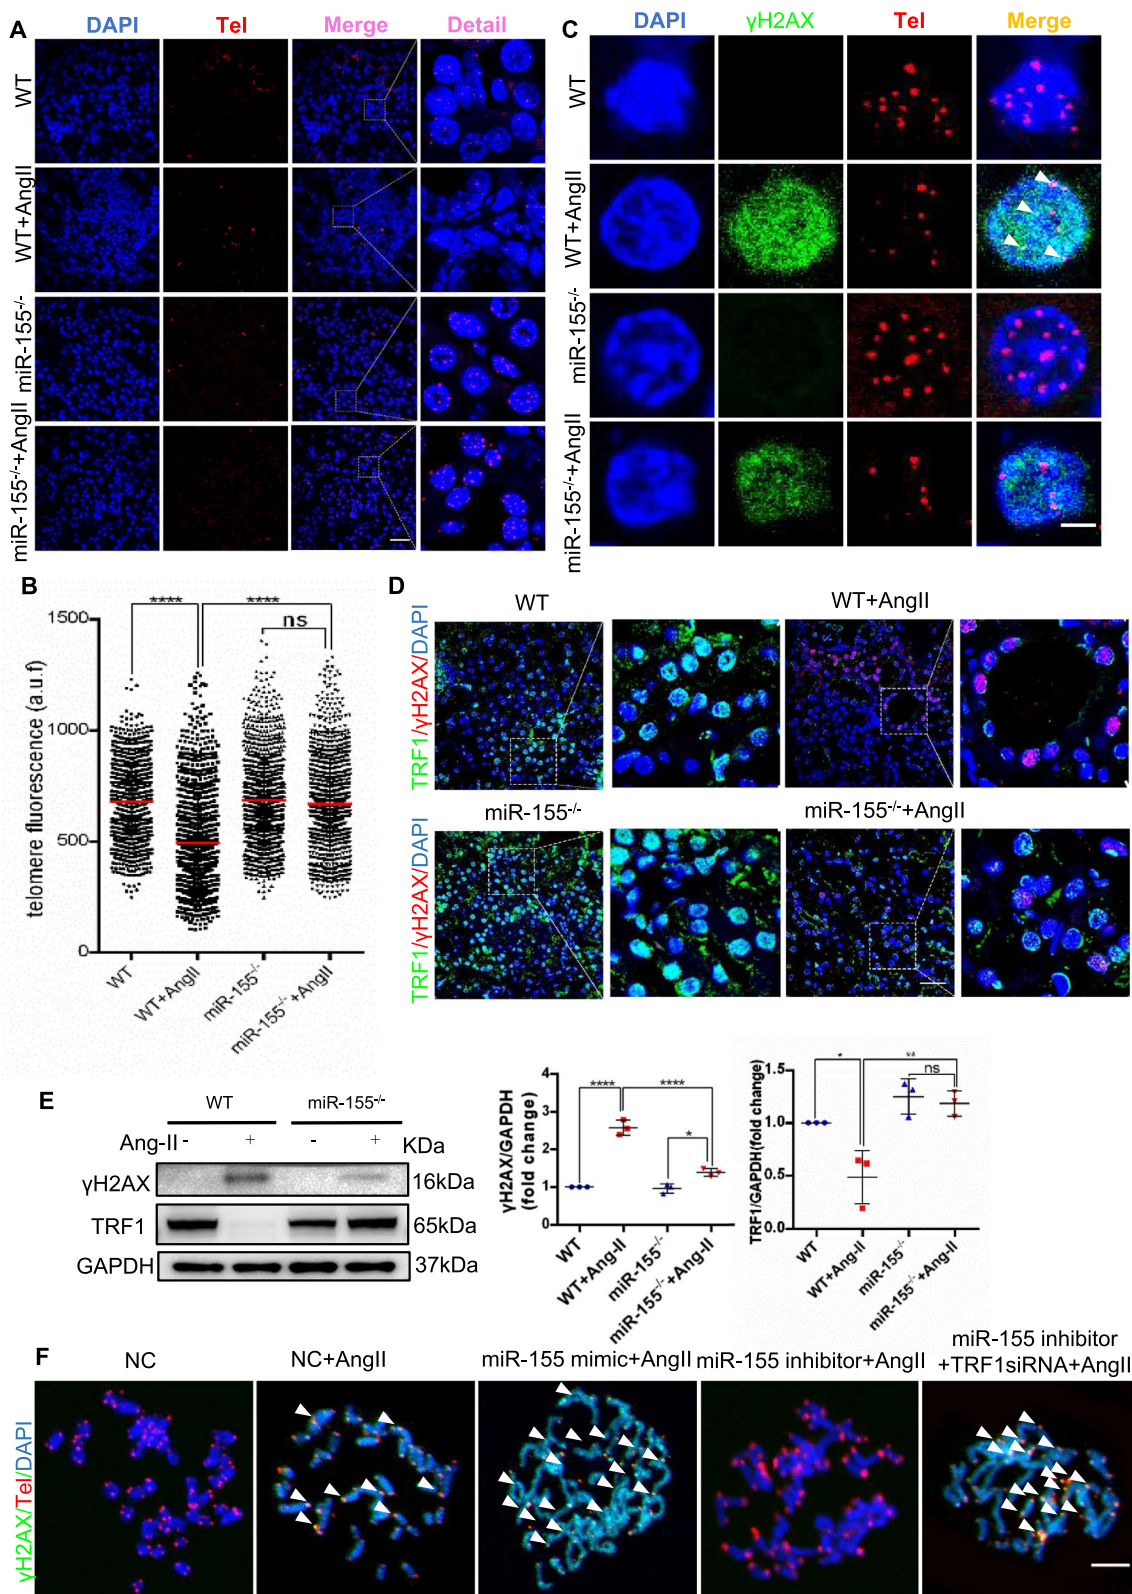 A
DAPI Tel Merge Detail
WT
WT+AngII
miR-155-/-
miR-155-/-+AngII
C
DAPI γH2AX Tel Merge
WT
WT+AngII
miR-155-/-
miR-155-/-+AngII
B
telomere fluorescence (a.u.f)
1500
1000
500
0
**** ****
ns
WT
WT+AngII
miR-155-/-
miR-155-/-+AngII
D
WT WT+AngII
TRF1/γH2AX/DAPI
miR-155-/- miR-155-/-+AngII
TRF1/γH2AX/DAPI
E
WT miR-155-/-
Ang-II - + - + KDa
γH2AX 16kDa
TRF1 65kDa
GAPDH 37kDa
γH2AX/GAPDH
(fold change)
4
3
2
1
0
**** ****
*
WT
WT+Ang-II
miR-155-/-
miR-155-/-+Ang-II
TRF1/GAPDH(fold change)
1.5
1.0
0.5
0.0
* **
ns
WT
WT+Ang-II
miR-155-/-
miR-155-/-+Ang-II
F
NC
NC+AngII
miR-155 mimic+AngII
miR-155 inhibitor+AngII
miR-155 inhibitor
+TRF1siRNA+AngII
γH2AX/Tel/DAPI